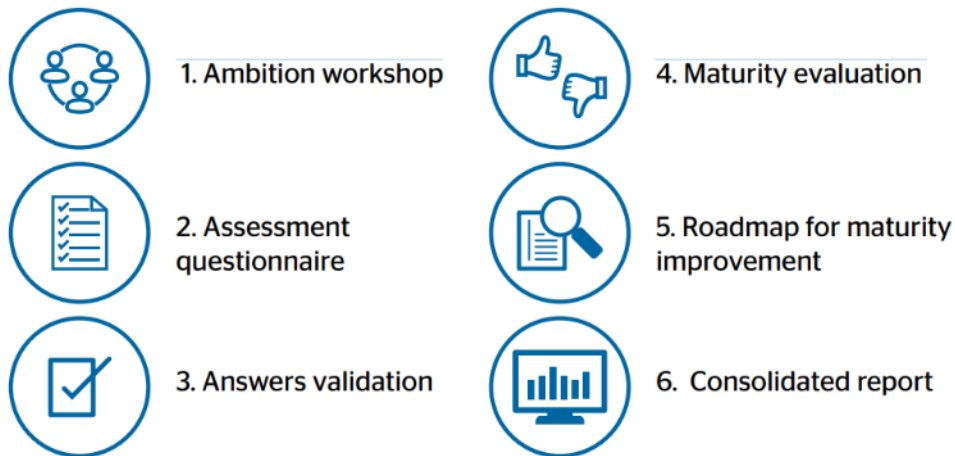 1. Ambition workshop
2. Assessment
questionnaire
3. Answers validation
4. Maturity evaluation
5. Roadmap for maturity
improvement
6. Consolidated report